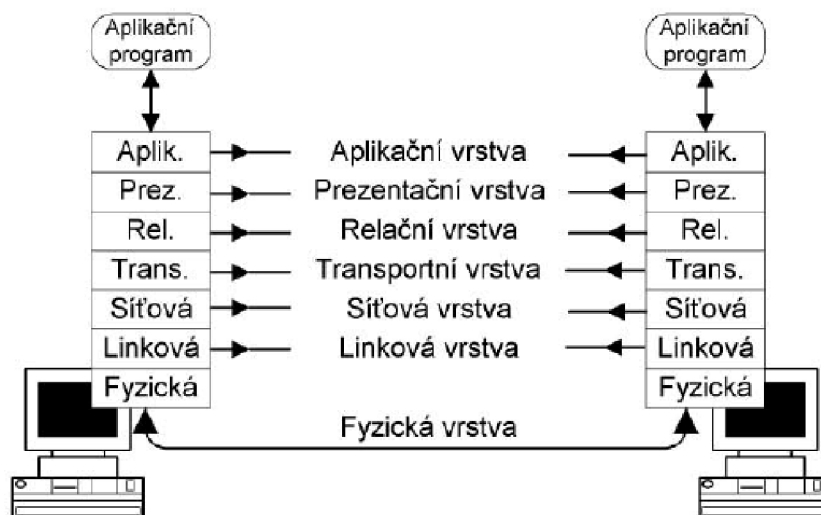 Aplikační
program
Aplikační
program
Aplik.
Aplikační vrstva
Aplik.
Prez.
Prezentační vrstva
Prez.
Rel.
Relační vrstva
Rel.
Trans.
Transportní vrstva
Trans.
Síťová
Síťová vrstva
Síťová
Linková
Linková vrstva
Linková
Fyzická
Fyzická
Fyzická vrstva